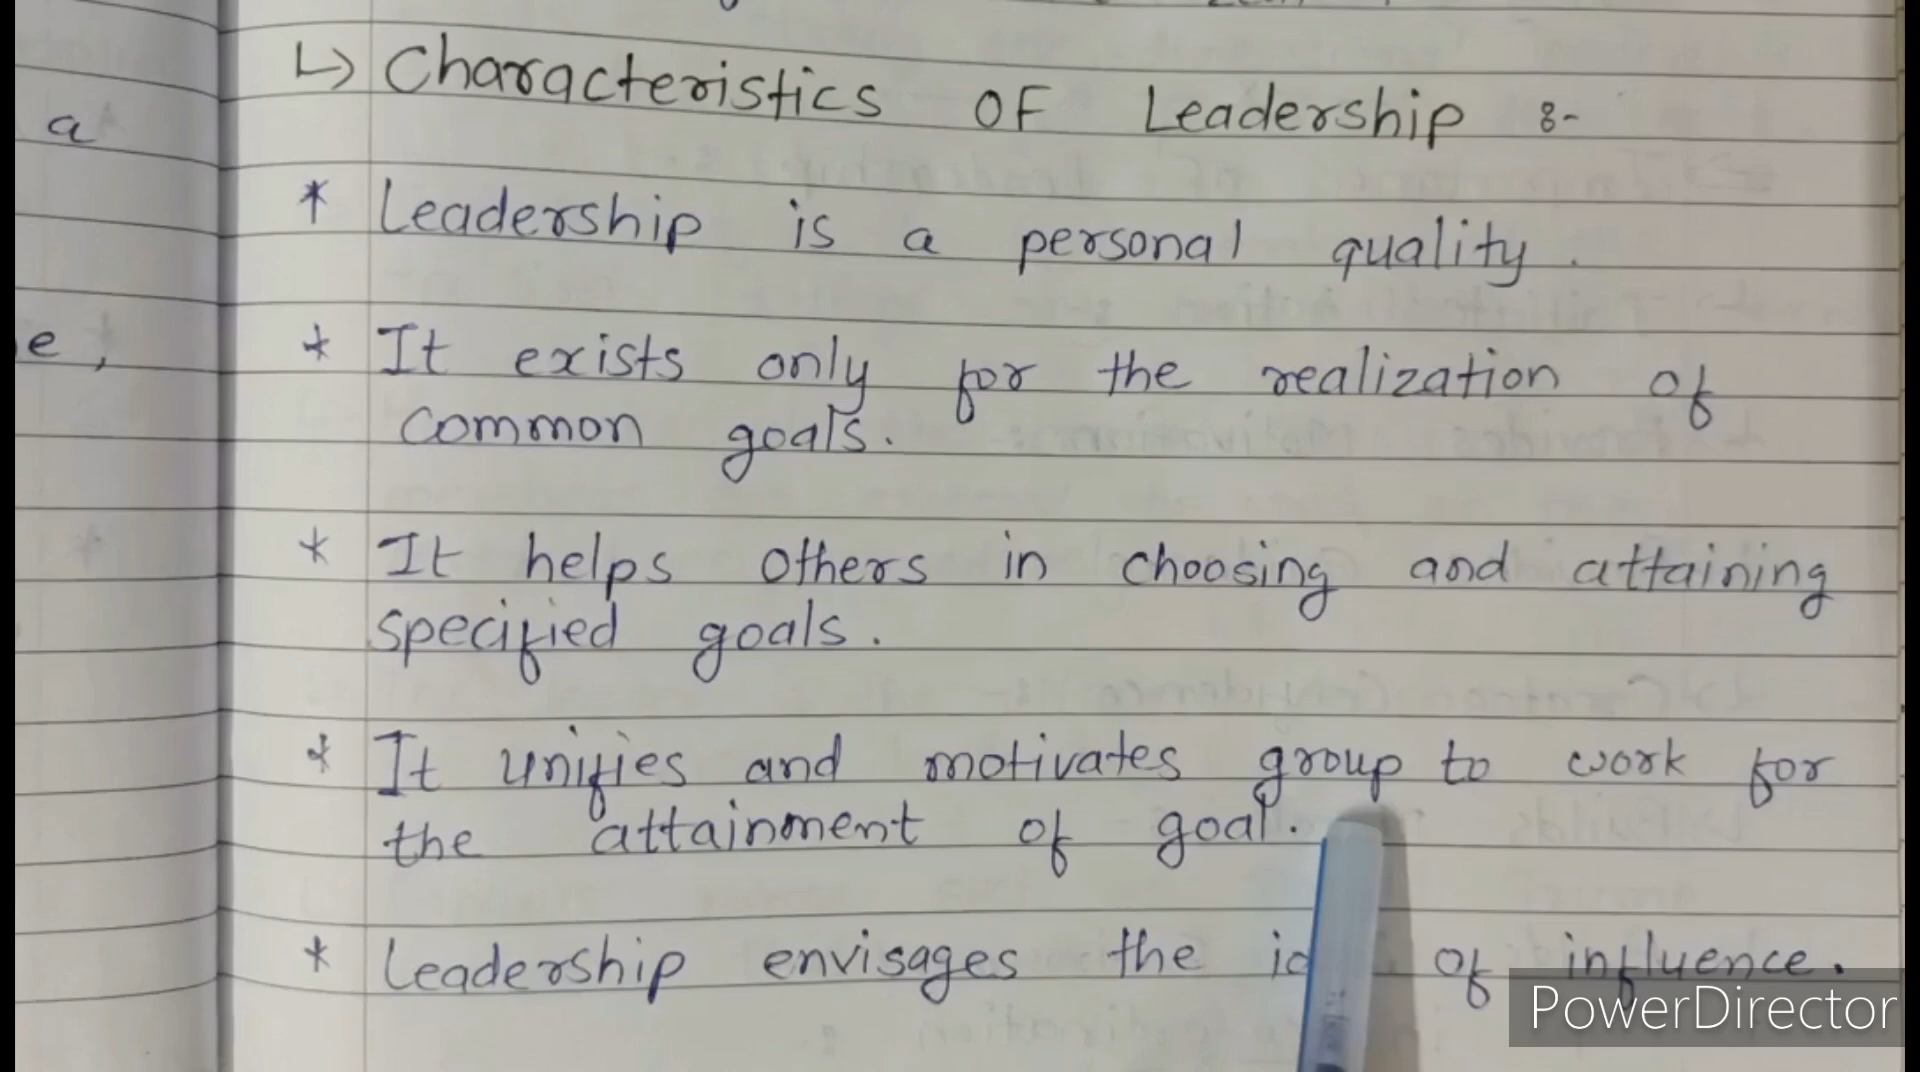 ↳ Characteristics OF Leadership :-
a
* Leadership is a personal quality.
e,
* It exists only for the realization of
common goals.
* It helps others in choosing and attaining
specified goals.
* It unifies and motivates group to work for
the attainment of goal.
* Leadership envisages the of influence.
PowerDirector